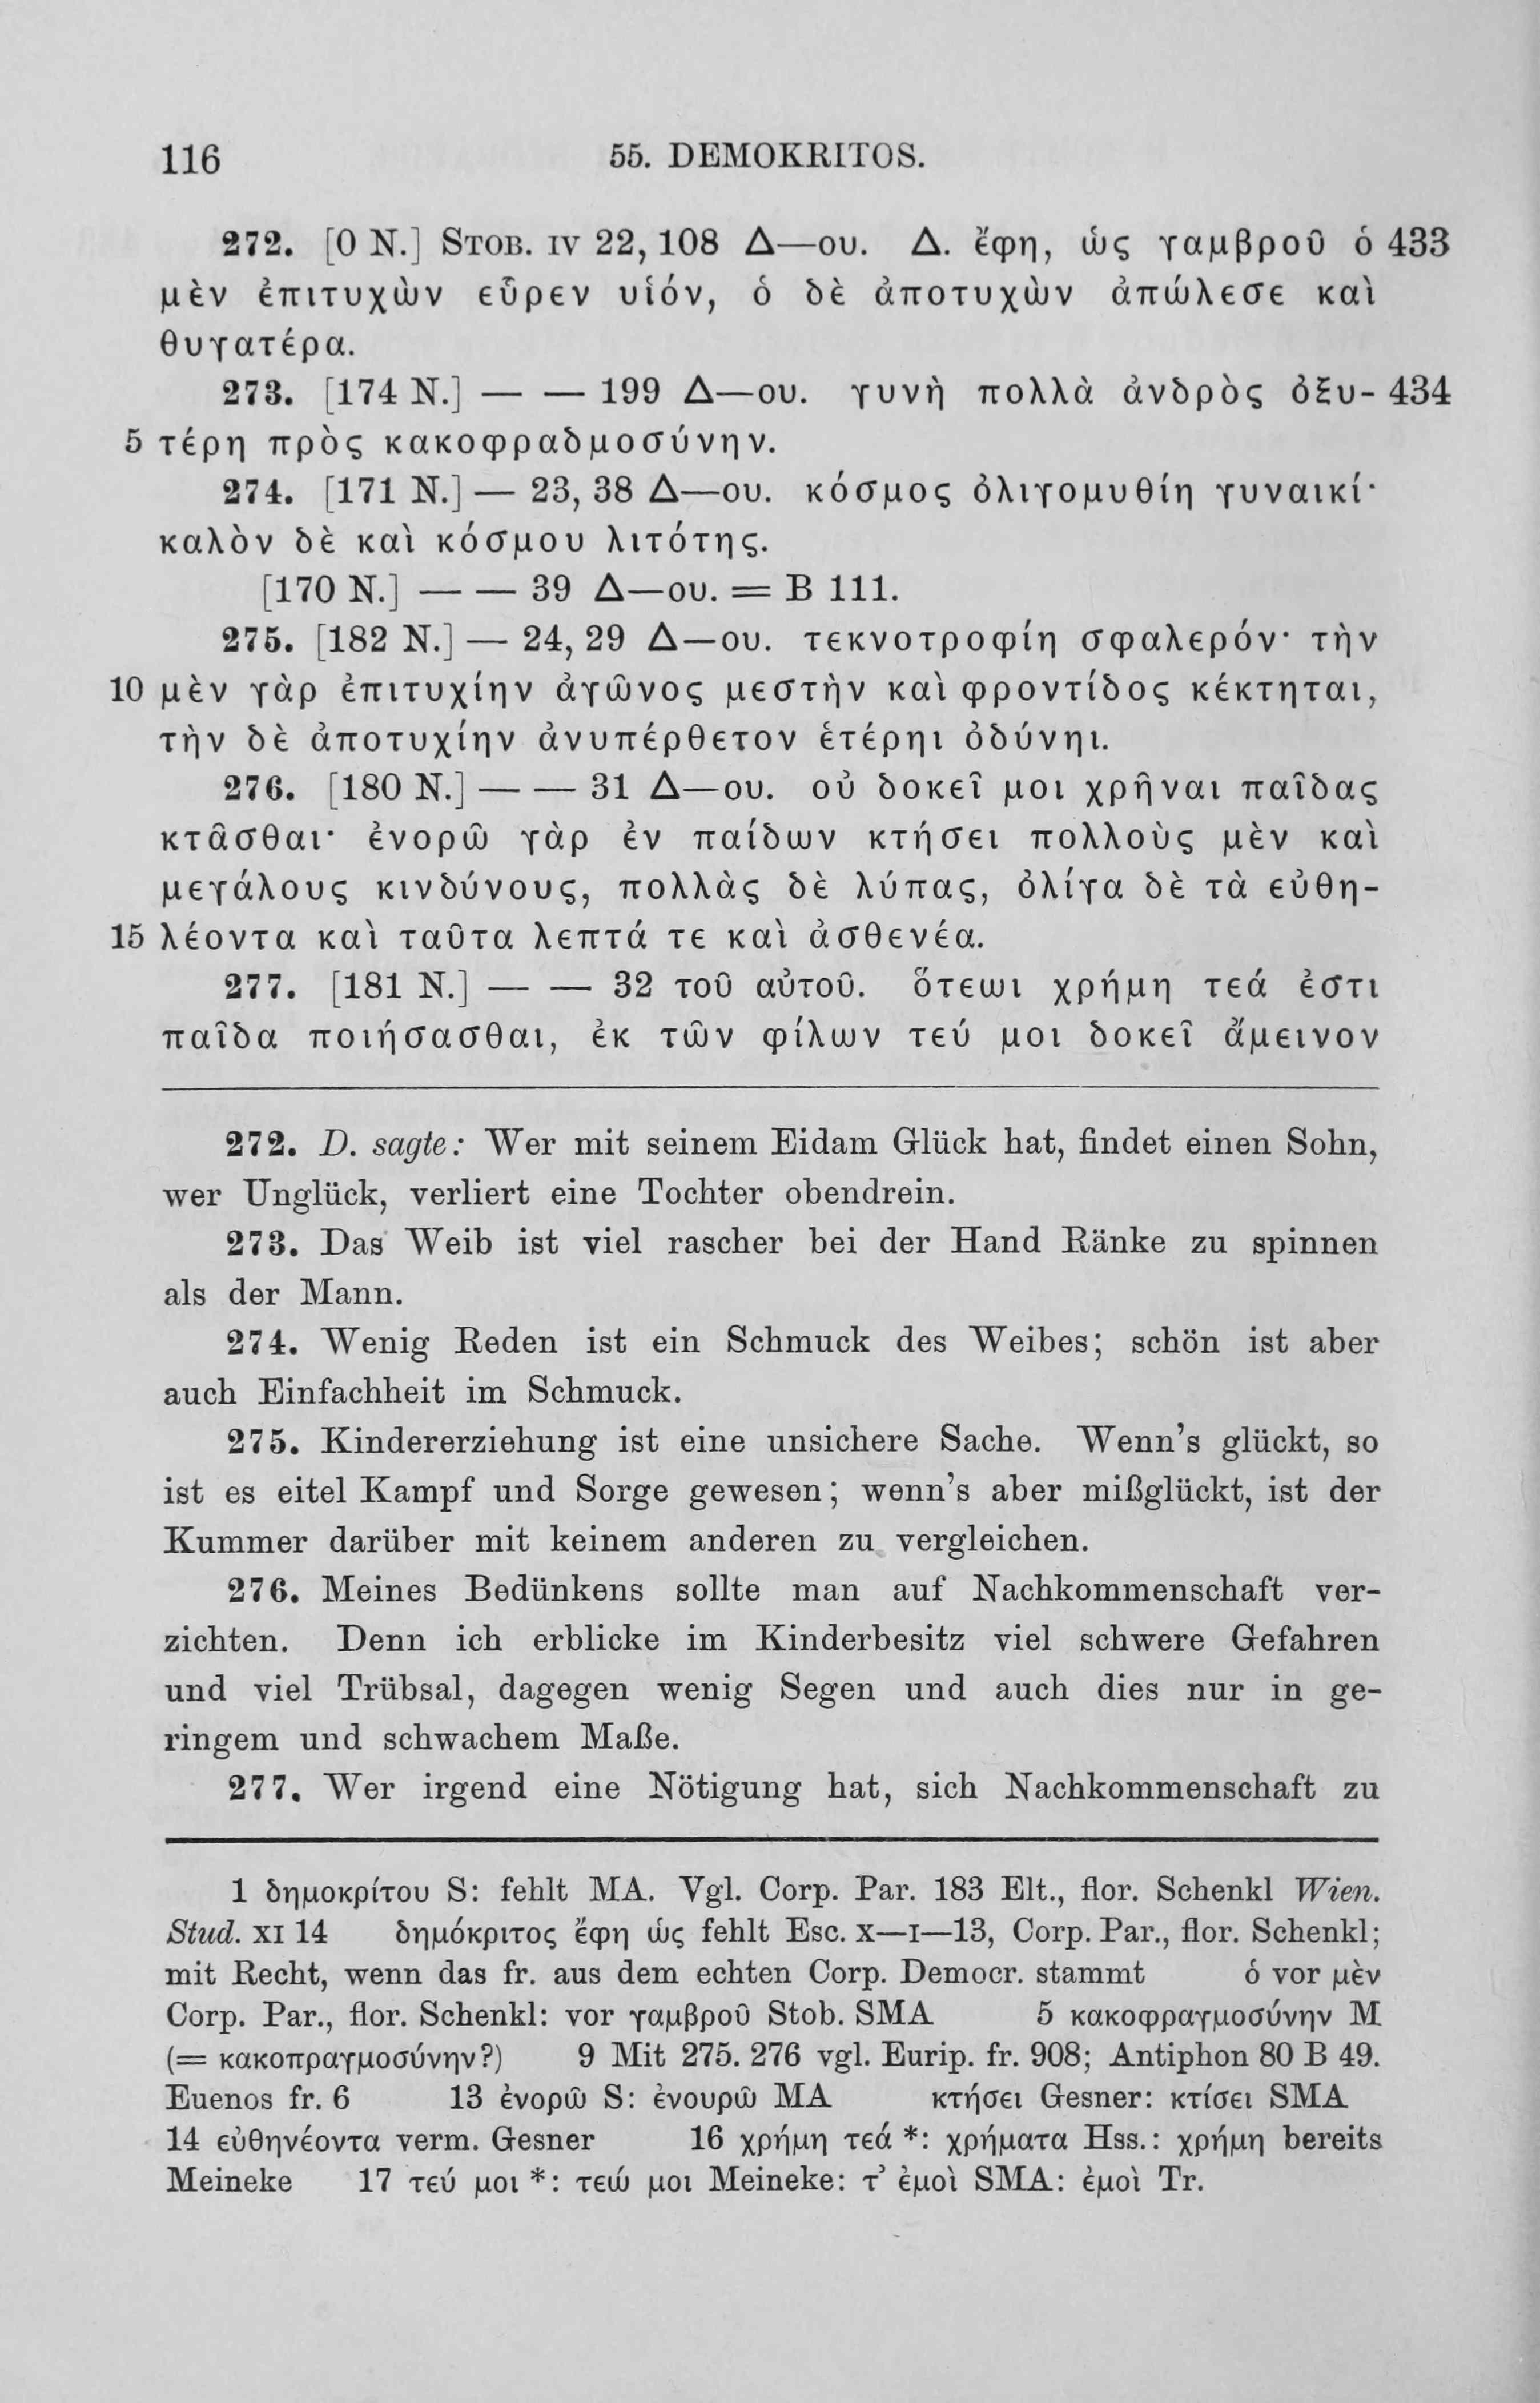 116 55. DEMOKRITOS.
272. [0 N.] STOB. IV 22, 108 Δ—ου. Δ. ἔφη, ὡς γαμβροῦ ὁ 433
μὲν ἐπιτυχὼν εὗρεν υἱόν, ὁ δὲ ἀποτυχὼν ἀπώλεσε καὶ
θυγατέρα.
273. [174 N.] — — 199 Δ—ου. γυνὴ πολλὰ ἀνδρὸς ὀξυ- 434
5 τέρη πρὸς κακοφραδμοσύνην.
274. [171 N.] — 23, 38 Δ—ου. κόσμος ὀλιγομυθίη γυναικί·
καλὸν δὲ καὶ κόσμου λιτότης.
[170 N.] — — 39 Δ—ου. = B 111.
275. [182 N.] — 24, 29 Δ—ου. τεκνοτροφίη σφαλερόν· τὴν
10 μὲν γὰρ ἐπιτυχίην ἀγῶνος μεστὴν καὶ φροντίδος κέκτηται,
τὴν δὲ ἀποτυχίην ἀνυπέρθετον ἑτέρηι ὀδύνηι.
276. [180 N.] — — 31 Δ—ου. οὐ δοκεῖ μοι χρῆναι παῖδας
κτᾶσθαι· ἐνορῶ γὰρ ἐν παίδων κτήσει πολλοὺς μὲν καὶ
μεγάλους κινδύνους, πολλὰς δὲ λύπας, ὀλίγα δὲ τὰ εὐθη-
15 λέοντα καὶ ταῦτα λεπτά τε καὶ ἀσθενέα.
277. [181 N.] — — 32 τοῦ αὐτοῦ. ὅτεωι χρήμη τεά ἐστι
παῖδα ποιήσασθαι, ἐκ τῶν φίλων τεύ μοι δοκεῖ ἄμεινον
272. D. sagte: Wer mit seinem Eidam Glück hat, findet einen Sohn,
wer Unglück, verliert eine Tochter obendrein.
273. Das Weib ist viel rascher bei der Hand Ränke zu spinnen
als der Mann.
274. Wenig Reden ist ein Schmuck des Weibes; schön ist aber
auch Einfachheit im Schmuck.
275. Kindererziehung ist eine unsichere Sache. Wenn's glückt, so
ist es eitel Kampf und Sorge gewesen; wenn's aber mißglückt, ist der
Kummer darüber mit keinem anderen zu vergleichen.
276. Meines Bedünkens sollte man auf Nachkommenschaft ver-
zichten. Denn ich erblicke im Kinderbesitz viel schwere Gefahren
und viel Trübsal, dagegen wenig Segen und auch dies nur in ge-
ringem und schwachem Maße.
277. Wer irgend eine Nötigung hat, sich Nachkommenschaft zu
1 δημοκρίτου S: fehlt MA. Vgl. Corp. Par. 183 Elt., flor. Schenkl Wien.
Stud. XI 14 δημόκριτος ἔφη ὡς fehlt Esc. X—I—13, Corp. Par., flor. Schenkl;
mit Recht, wenn das fr. aus dem echten Corp. Democr. stammt ὁ vor μὲν
Corp. Par., flor. Schenkl: vor γαμβροῦ Stob. SMA 5 κακοφραγμοσύνην M
(= κακοπραγμοσύνην?) 9 Mit 275. 276 vgl. Eurip. fr. 908; Antiphon 80 B 49.
Euenos fr. 6 13 ἐνορῶ S: ἐνουρῶ MA κτήσει Gesner: κτίσει SMA
14 εὐθηνέοντα verm. Gesner 16 χρήμη τεά *: χρήματα Hss.: χρήμη bereits
Meineke 17 τεύ μοι *: τεώ μοι Meineke: τ' ἐμοὶ SMA: ἐμοὶ Tr.